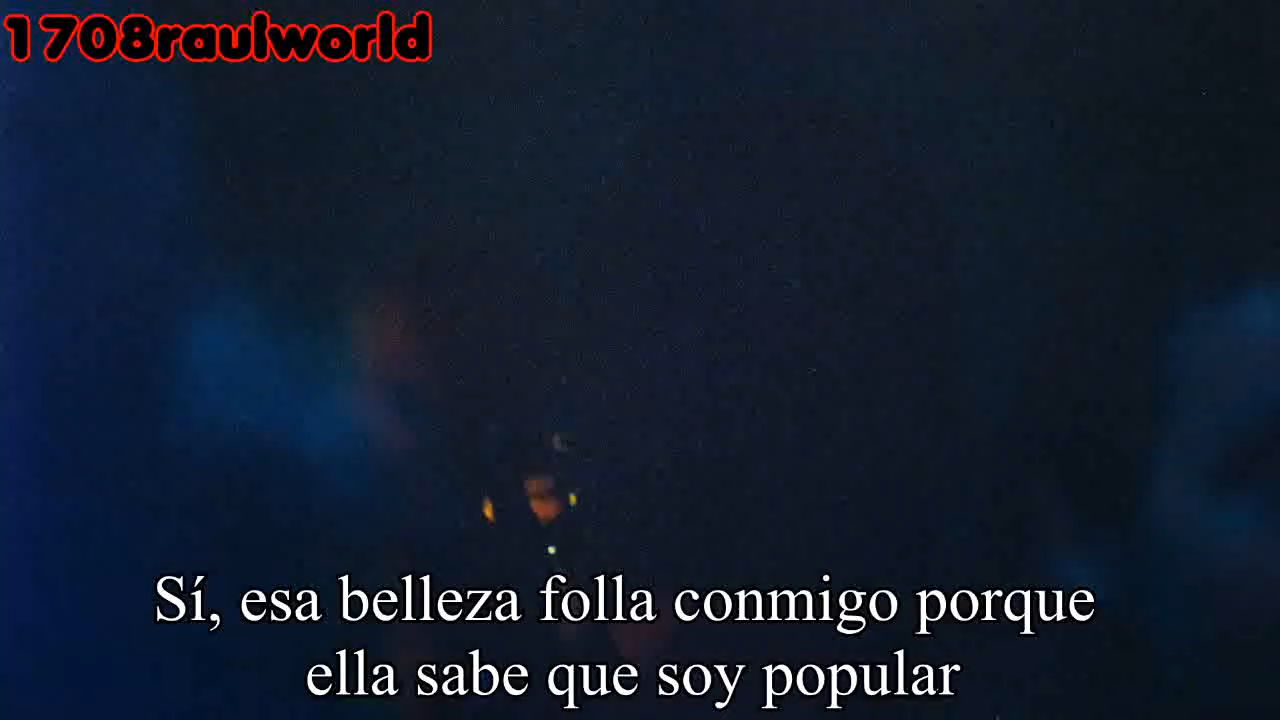 1708raulworld
Sí, esa belleza folla conmigo porque
ella sabe que soy popular